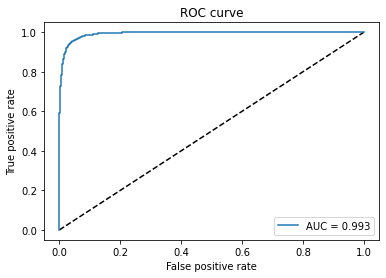 ROC curve
True positive rate
1.0
0.8
0.6
0.4
0.2
0.0
0.0 0.2 0.4 0.6 0.8 1.0
False positive rate
AUC = 0.993